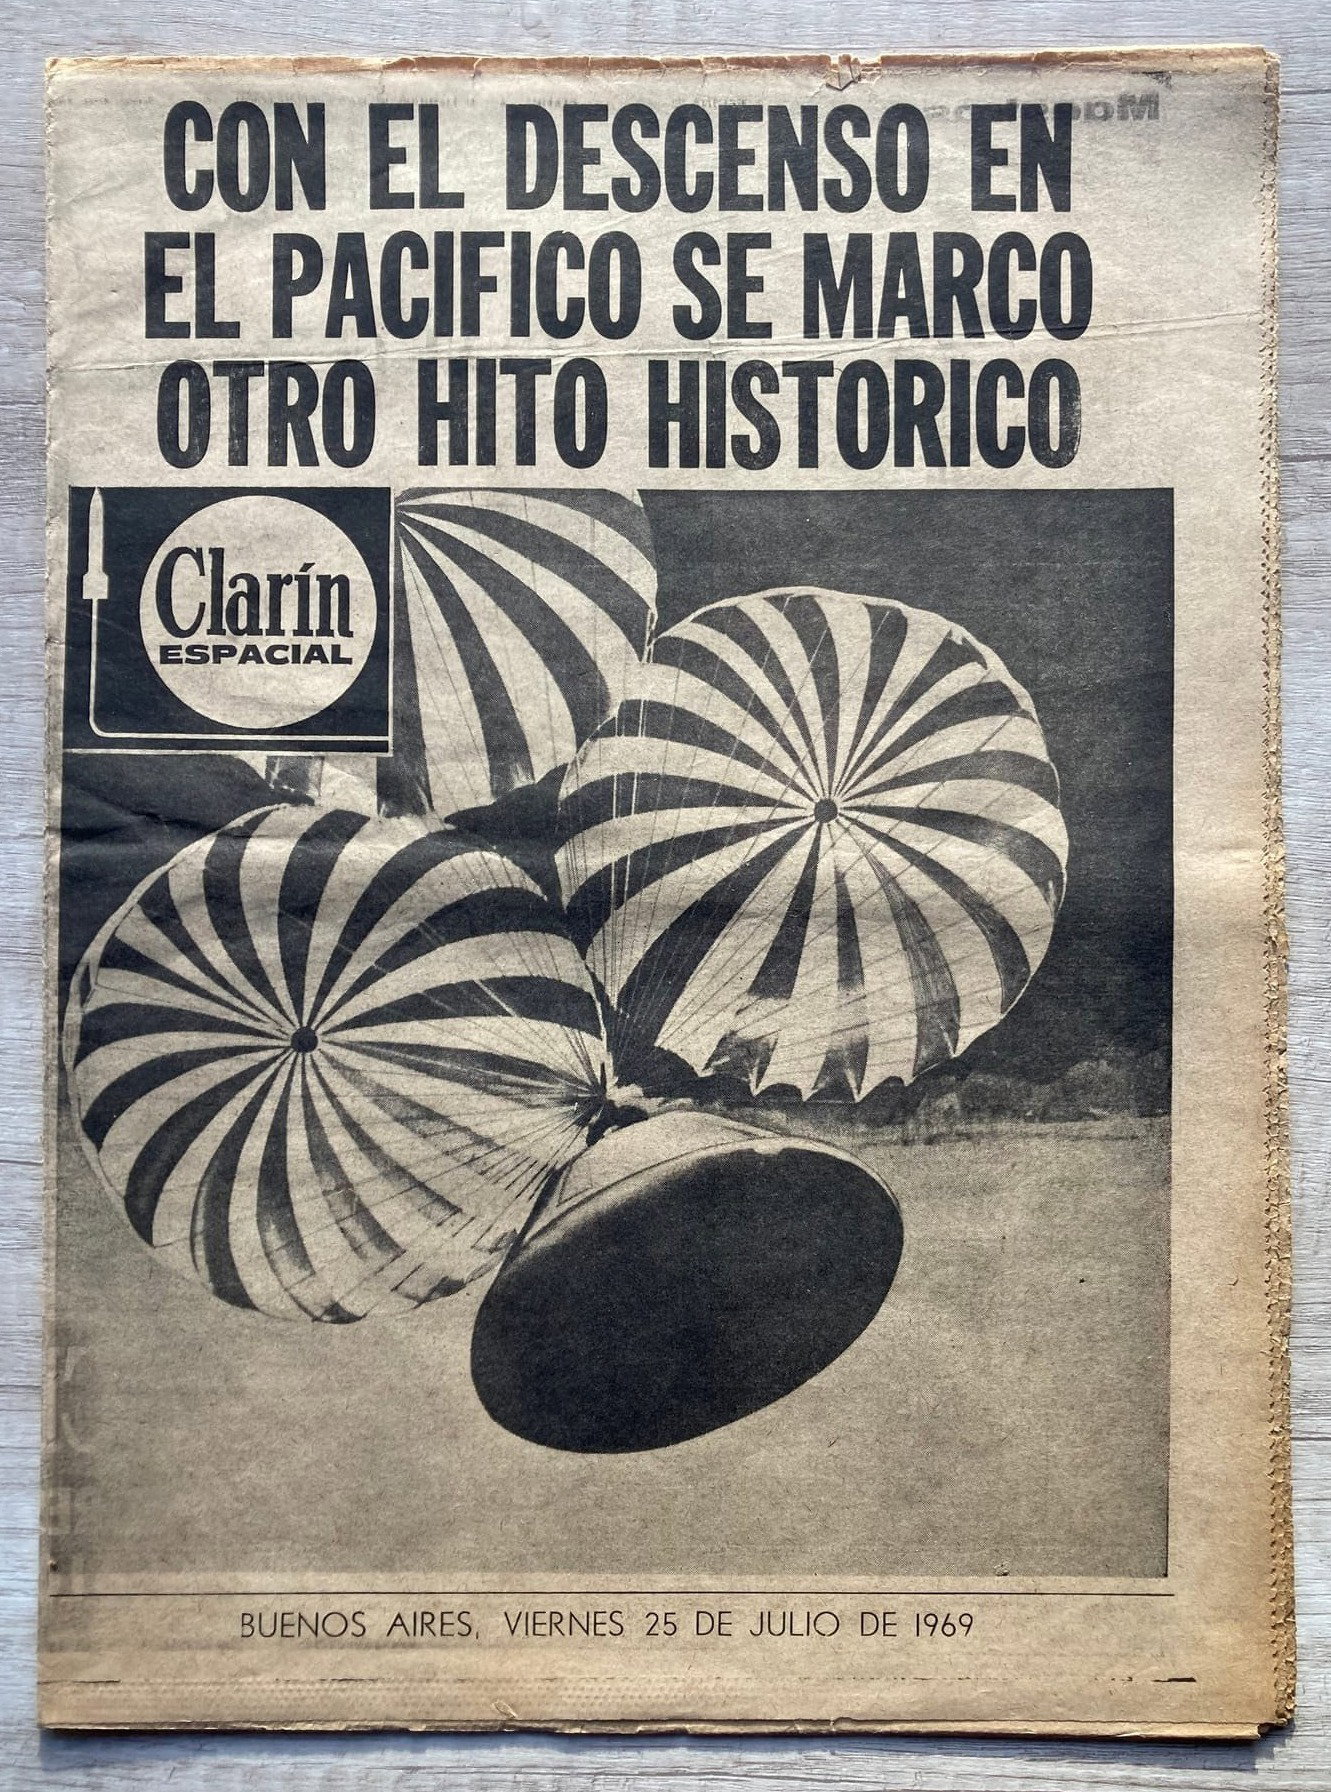 CON EL DESCENSO EN
EL PACIFICO SE MARCO
OTRO HITO HISTORICO
Clarín
ESPACIAL
BUENOS AIRES, VIERNES 25 DE JULIO DE 1969